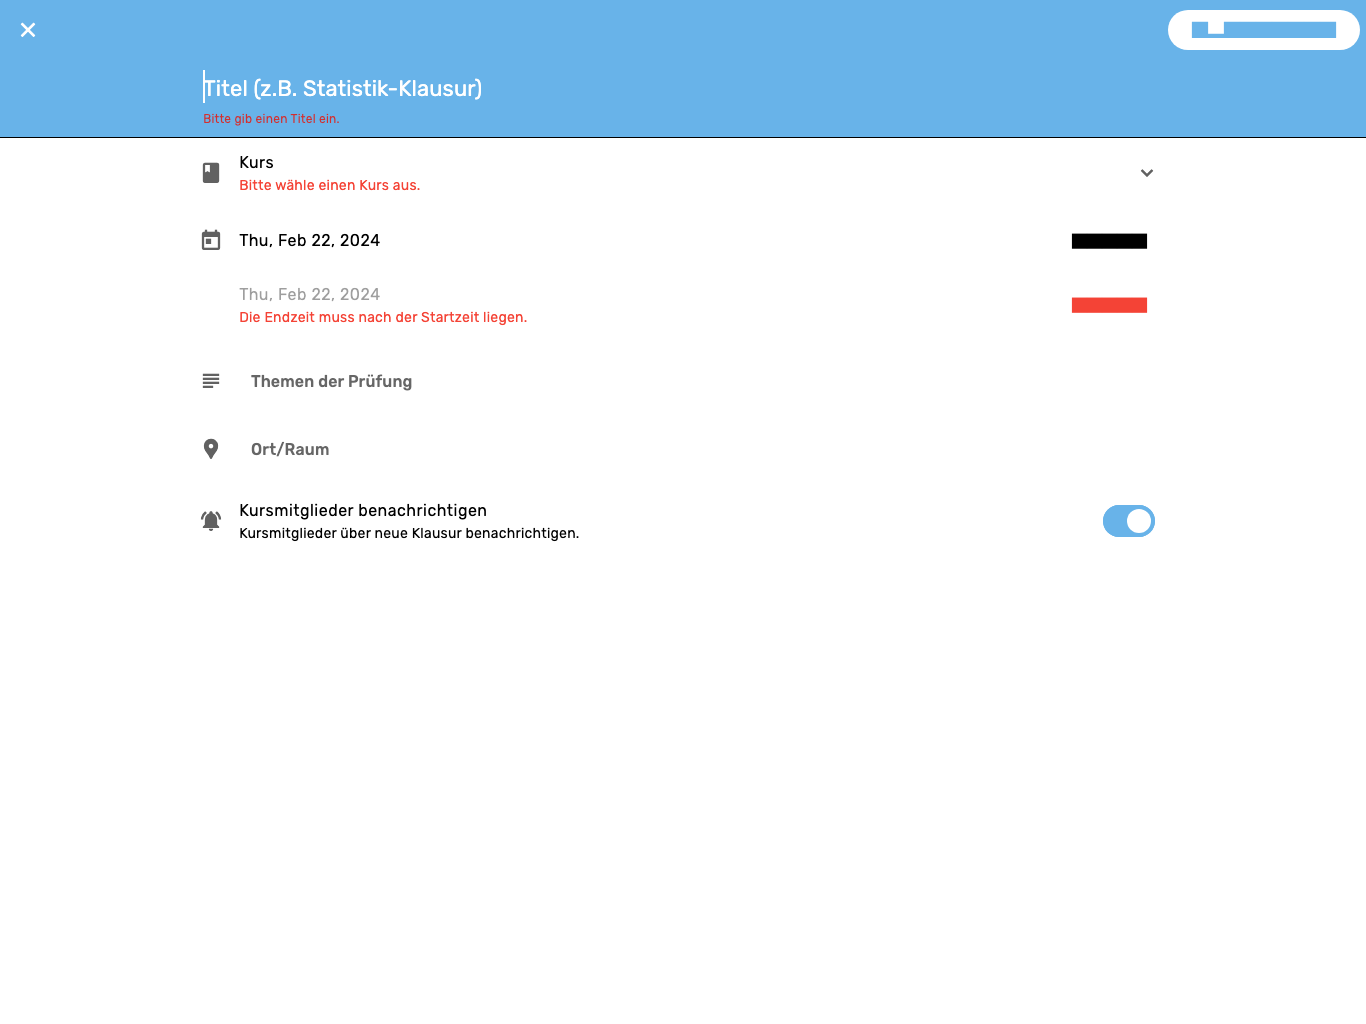 Titel (z.B. Statistik-Klausur)
Bitte gib einen Titel ein.
Kurs
Bitte wähle einen Kurs aus.
Thu, Feb 22, 2024
Thu, Feb 22, 2024
Die Endzeit muss nach der Startzeit liegen.
Themen der Prüfung
Ort/Raum
Kursmitglieder benachrichtigen
Kursmitglieder über neue Klausur benachrichtigen.